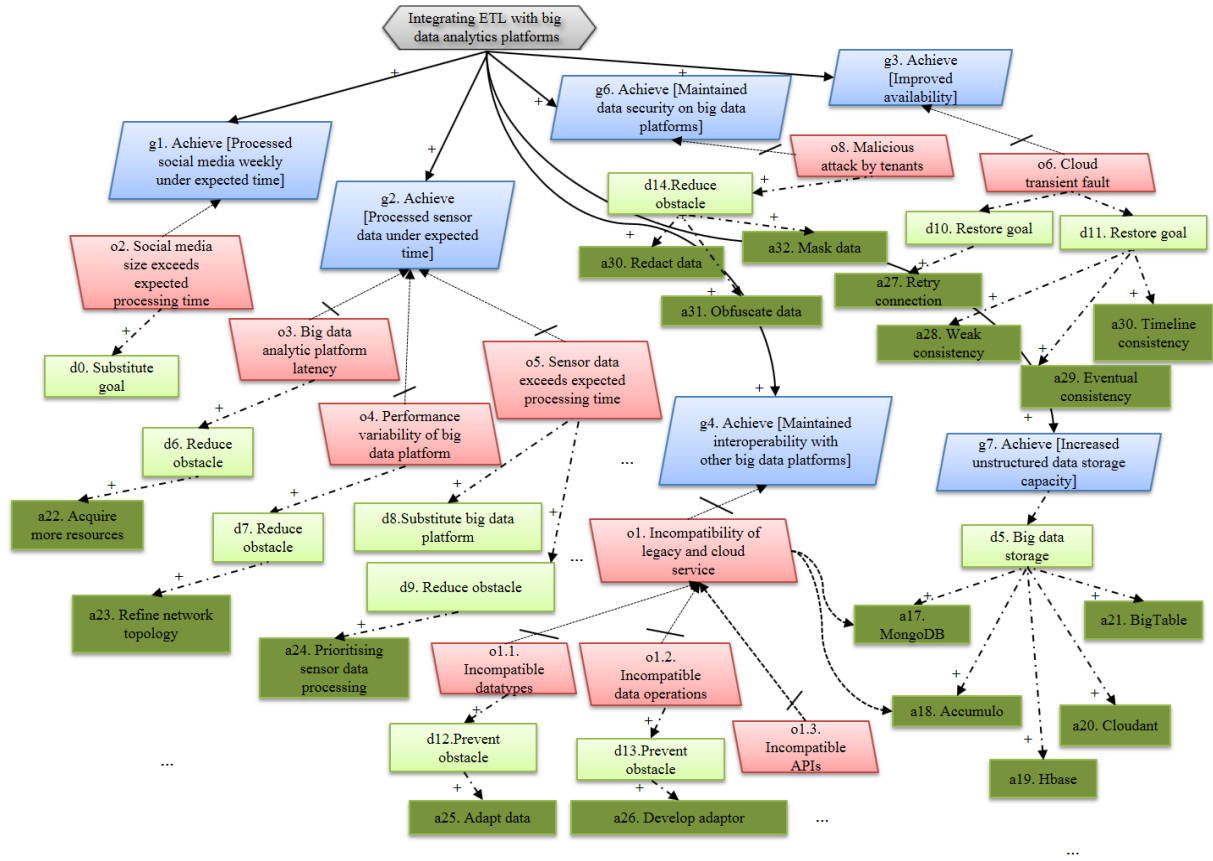 Integrating ETL with big
data analytics platforms
+
+
+
+
g3. Achieve
[Improved
availability]
g6. Achieve [Maintained
data security on big data
platforms]
g1. Achieve [Processed
social media weekly
under expected time]
o8. Malicious
attack by tenants
o6. Cloud
transient fault
g2. Achieve
[Processed sensor
data under expected
time]
+
d14.Reduce
obstacle
+
+
d10. Restore goal
d11. Restore goal
o2. Social media
size exceeds
expected
processing time
+
+
a32. Mask data
a30. Redact data
+
a27. Retry
connection
+
a31. Obfuscate data
+
a28. Weak
consistency
+
a30. Timeline
consistency
+
d0. Substitute
goal
o3. Big data
analytic platform
latency
o5. Sensor data
exceeds expected
processing time
+
a29. Eventual
consistency
+
o4. Performance
variability of big
data platform
+
g4. Achieve [Maintained
interoperability with
other big data platforms]
+
g7. Achieve [Increased
unstructured data storage
capacity]
+
d6. Reduce
obstacle
...
+
a22. Acquire
more resources
+
d7. Reduce
obstacle
+
d8.Substitute big data
platform
+
...
o1. Incompatibility of
legacy and cloud
service
d5. Big data
storage
d9. Reduce obstacle
+
a23. Refine network
topology
+
a24. Prioritising
sensor data
processing
+
a17.
MongoDB
+
a21. BigTable
o1.1.
Incompatible
datatypes
o1.2.
Incompatible
data operations
+
a18. Accumulo
+
a20. Cloudant
o1.3.
Incompatible
APIs
+
d12.Prevent
obstacle
+
d13.Prevent
obstacle
+
a19. Hbase
...
+
a25. Adapt data
+
a26. Develop adaptor
...
...